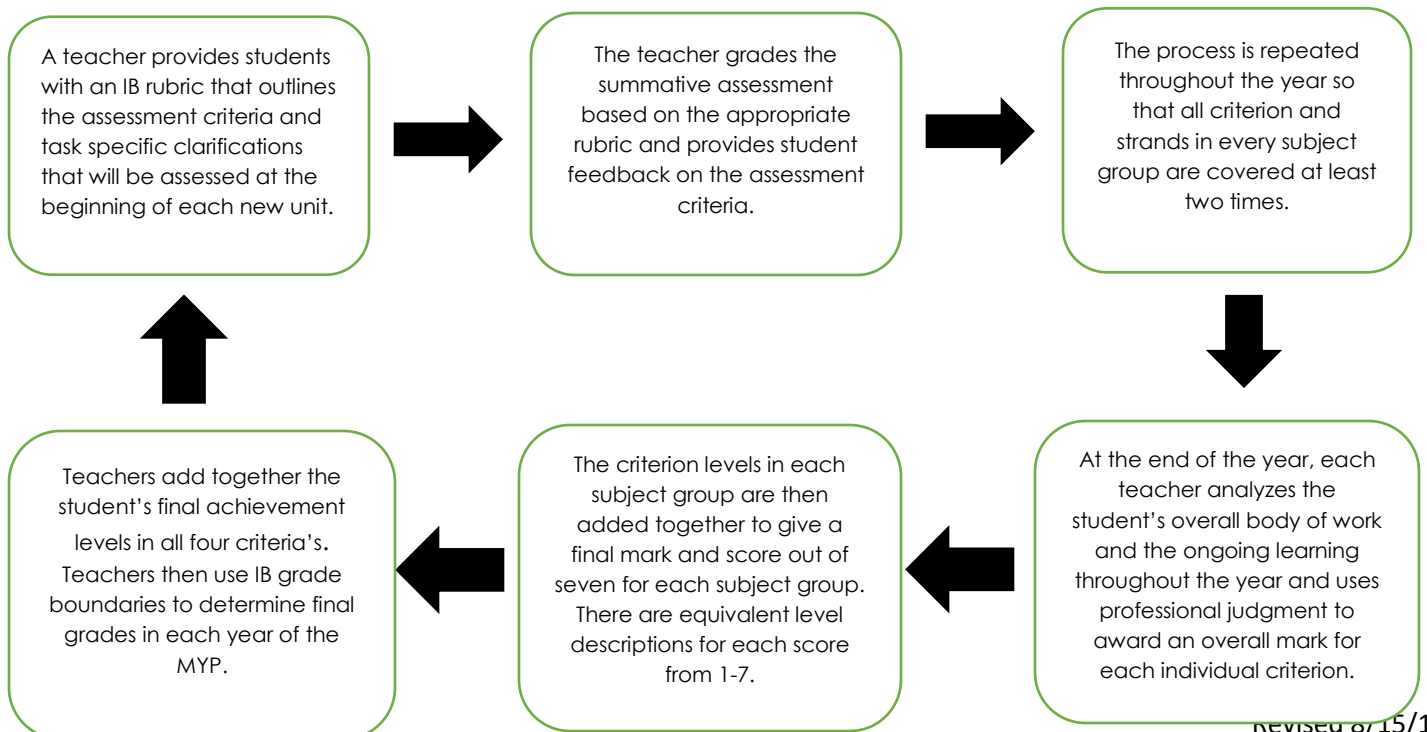 A teacher provides students
with an IB rubric that outlines
the assessment criteria and
task specific clarifications
that will be assessed at the
beginning of each new unit.
The teacher grades the
summative assessment
based on the appropriate
rubric and provides student
feedback on the assessment
criteria.
The process is repeated
throughout the year so
that all criterion and
strands in every subject
group are covered at least
two times.
At the end of the year, each
teacher analyzes the
student’s overall body of work
and the ongoing learning
throughout the year and uses
professional judgment to
award an overall mark for
each individual criterion.
The criterion levels in each
subject group are then
added together to give a
final mark and score out of
seven for each subject group.
There are equivalent level
descriptions for each score
from 1-7.
Teachers add together the
student’s final achievement
levels in all four criteria’s.
Teachers then use IB grade
boundaries to determine final
grades in each year of the
MYP.
Revised 8/15/1